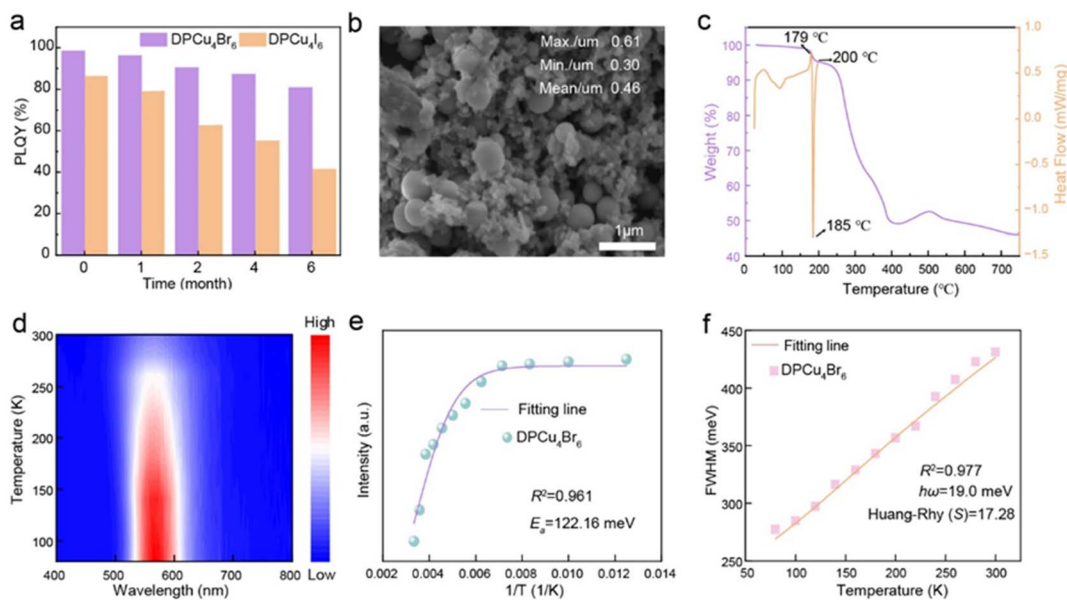 a
DPCu4Br6
DPCu4I6
100
80
60
40
20
0
PLQY (%)
0 1 2 4 6
Time (month)
b
Max./um 0.61
Min./um 0.30
Mean/um 0.46
1μm
c
179 ℃
200 ℃
185 ℃
100
90
80
70
60
50
40
Weight (%)
1.0
0.5
0.0
−0.5
−1.0
−1.5
Heat Flow (mW/mg)
0 100 200 300 400 500 600 700
Temperature (℃)
d
High
Low
300
250
200
150
100
Temperature (K)
400 500 600 700 800
Wavelength (nm)
e
Intensity (a.u.)
Fitting line
DPCu4Br6
R²=0.961
Ea=122.16 meV
0.002 0.004 0.006 0.008 0.010 0.012 0.014
1/T (1/K)
f
450
400
350
300
250
FWHM (meV)
Fitting line
DPCu4Br6
R²=0.977
hω=19.0 meV
Huang-Rhy (S)=17.28
50 100 150 200 250 300
Temperature (K)